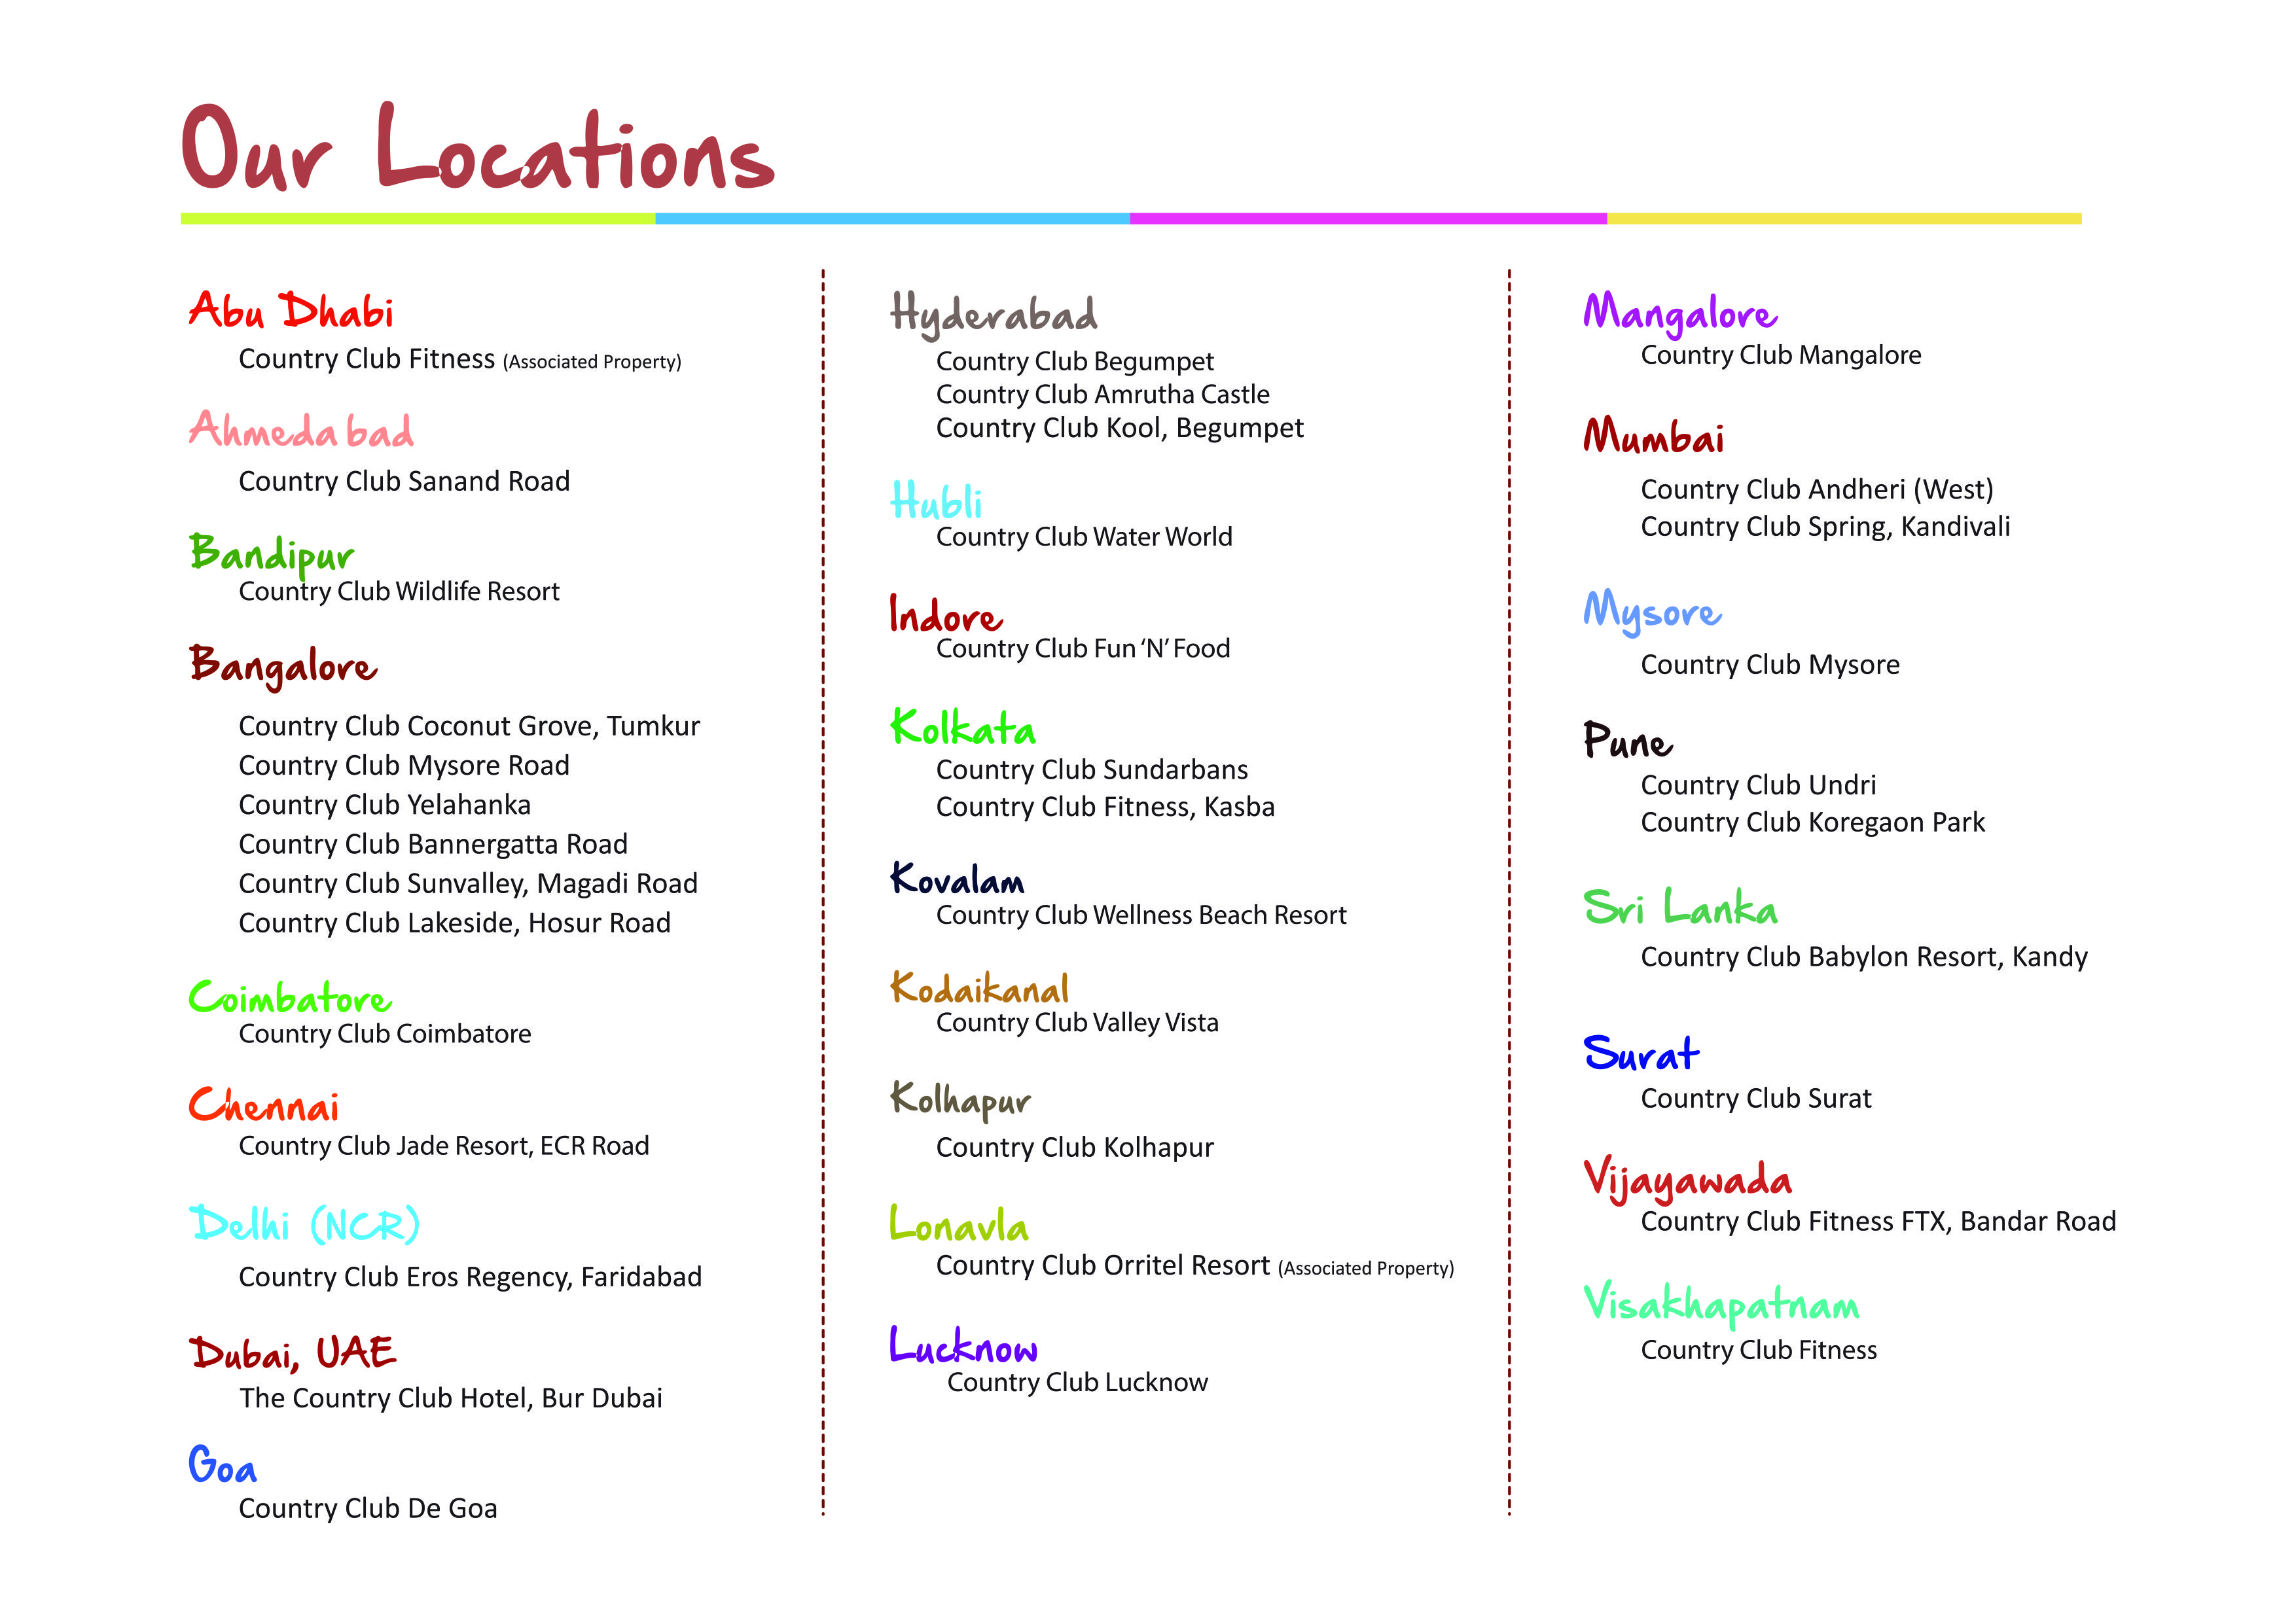 Our Locations
Abu Dhabi
Country Club Fitness (Associated Property)
Ahmedabad
Country Club Sanand Road
Bandipur
Country Club Wildlife Resort
Bangalore
Country Club Coconut Grove, Tumkur
Country Club Mysore Road
Country Club Yelahanka
Country Club Bannergatta Road
Country Club Sunvalley, Magadi Road
Country Club Lakeside, Hosur Road
Coimbatore
Country Club Coimbatore
Chennai
Country Club Jade Resort, ECR Road
Delhi (NCR)
Country Club Eros Regency, Faridabad
Dubai, UAE
The Country Club Hotel, Bur Dubai
Goa
Country Club De Goa
Hyderabad
Country Club Begumpet
Country Club Amrutha Castle
Country Club Kool, Begumpet
Hubli
Country Club Water World
Indore
Country Club Fun ‘N’ Food
Kolkata
Country Club Sundarbans
Country Club Fitness, Kasba
Kovalam
Country Club Wellness Beach Resort
Kodaikanal
Country Club Valley Vista
Kolhapur
Country Club Kolhapur
Lonavla
Country Club Orritel Resort (Associated Property)
Lucknow
Country Club Lucknow
Mangalore
Country Club Mangalore
Mumbai
Country Club Andheri (West)
Country Club Spring, Kandivali
Mysore
Country Club Mysore
Pune
Country Club Undri
Country Club Koregaon Park
Sri Lanka
Country Club Babylon Resort, Kandy
Surat
Country Club Surat
Vijayawada
Country Club Fitness FTX, Bandar Road
Visakhapatnam
Country Club Fitness